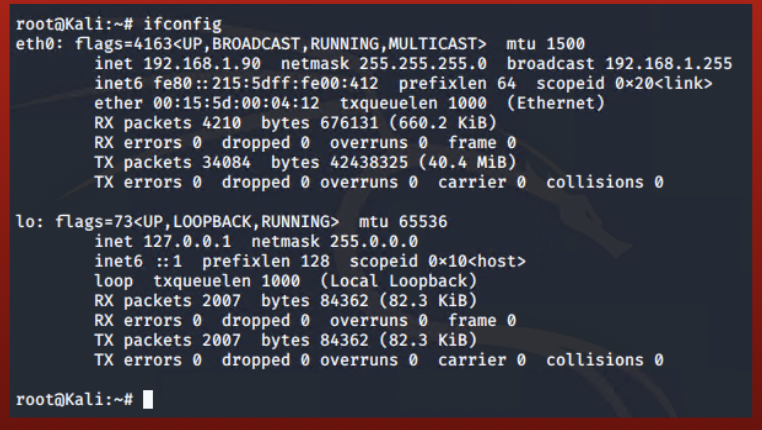 root@Kali:~# ifconfig
eth0: flags=4163<UP,BROADCAST,RUNNING,MULTICAST>  mtu 1500
        inet 192.168.1.90  netmask 255.255.255.0  broadcast 192.168.1.255
        inet6 fe80::215:5dff:fe00:412  prefixlen 64  scopeid 0×20<link>
        ether 00:15:5d:00:04:12  txqueuelen 1000  (Ethernet)
        RX packets 4210  bytes 676131 (660.2 KiB)
        RX errors 0  dropped 0  overruns 0  frame 0
        TX packets 34084  bytes 42438325 (40.4 MiB)
        TX errors 0  dropped 0 overruns 0  carrier 0  collisions 0

lo: flags=73<UP,LOOPBACK,RUNNING>  mtu 65536
        inet 127.0.0.1  netmask 255.0.0.0
        inet6 ::1  prefixlen 128  scopeid 0×10<host>
        loop  txqueuelen 1000  (Local Loopback)
        RX packets 2007  bytes 84362 (82.3 KiB)
        RX errors 0  dropped 0  overruns 0  frame 0
        TX packets 2007  bytes 84362 (82.3 KiB)
        TX errors 0  dropped 0 overruns 0  carrier 0  collisions 0

root@Kali:~#